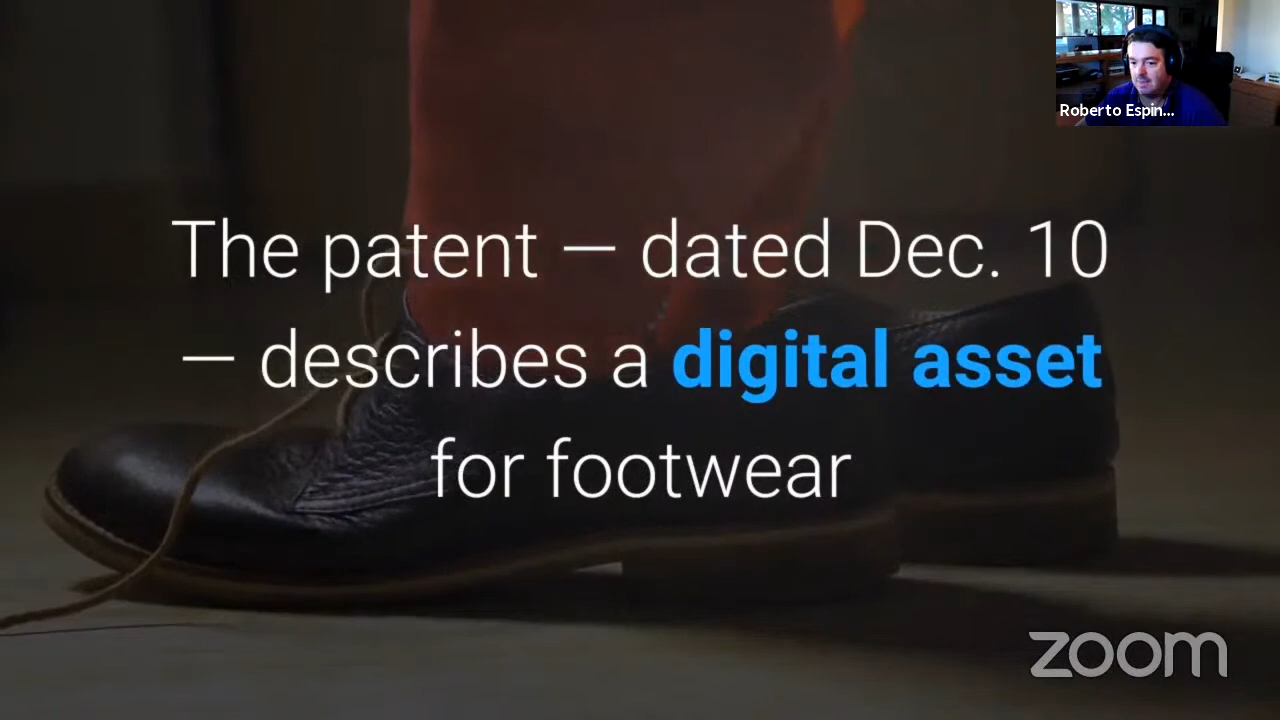 Roberto Espin...
The patent — dated Dec. 10
— describes a digital asset
for footwear
zoom